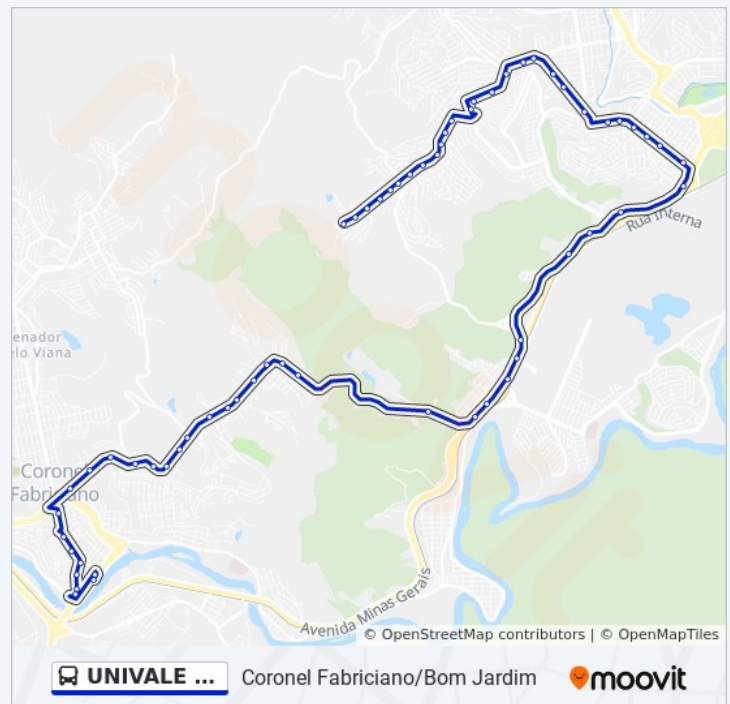 Rua Interna
enador
elo Viana
Coronel
Fabriciano
Avenida Minas Gerais
© OpenStreetMap contributors | © OpenMapTiles
UNIVALE ...
Coronel Fabriciano/Bom Jardim
moovit